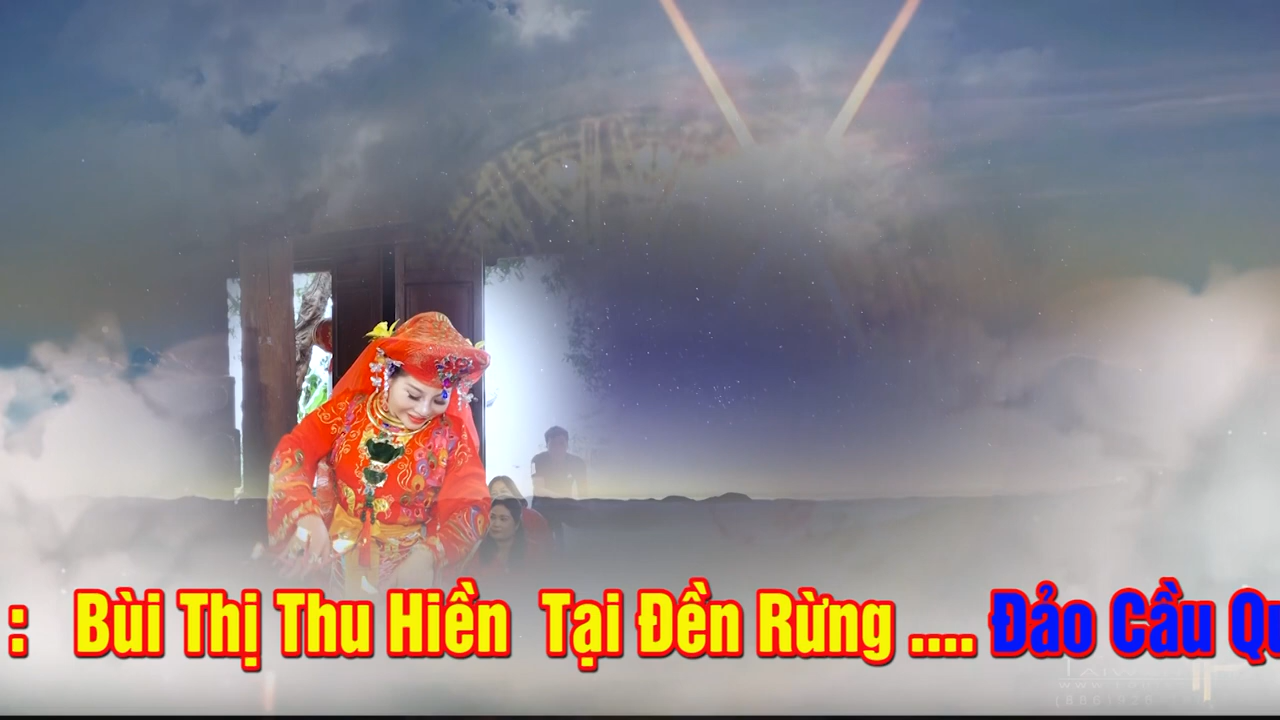 : Bùi Thị Thu Hiền Tại Đền Rừng .... Đảo Cầu